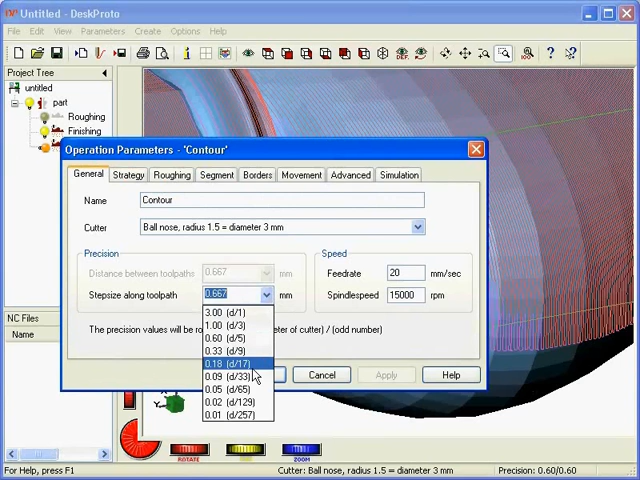 Untitled - DeskProto
File Edit View Parameters Create Options Help
Project Tree
untitled
part
Roughing
Finishing
NC Files
Name
Operation Parameters - 'Contour'
General Strategy Roughing Segment Borders Movement Advanced Simulation
Name Contour
Cutter Ball nose, radius 1.5 = diameter 3 mm
Precision Speed
Distance between toolpaths 0.667 mm Feedrate 20 mm/sec
Stepsize along toolpath 0.667 mm Spindlespeed 15000 rpm
3.00 (d/1)
1.00 (d/3)
The precision values will be ro meter of cutter) / (odd number)
0.60 (d/5)
0.33 (d/9)
0.18 (d/17)
0.09 (d/33)
0.05 (d/65)
0.02 (d/129)
0.01 (d/257)
Cancel Apply Help
Y
ROTATE ZOOM
For Help, press F1 Cutter: Ball nose, radius 1.5 = diameter 3 mm Precision: 0.60/0.60